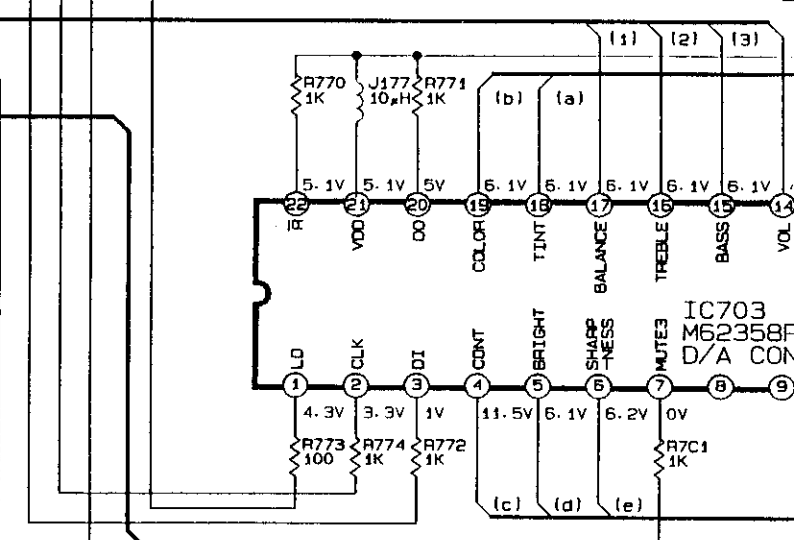 (1) (2) (3)
R770 1K
J177 10µH
R771 1K
(b) (a)
5.1V 5.1V 5V 6.1V 6.1V 6.1V 6.1V 6.1V
22 21 20 19 18 17 16 15 14
VDD DO COLOR TINT BALANCE TREBLE BASS VOL
IC703
M62358P
D/A CON
LD CLK DI CONT BRIGHT SHARP-NESS MUTE3
1 2 3 4 5 6 7 8 9
4.3V 3.3V 1V 11.5V 6.1V 6.2V 0V
R773 100
R774 1K
R772 1K
R7C1 1K
(c) (d) (e)